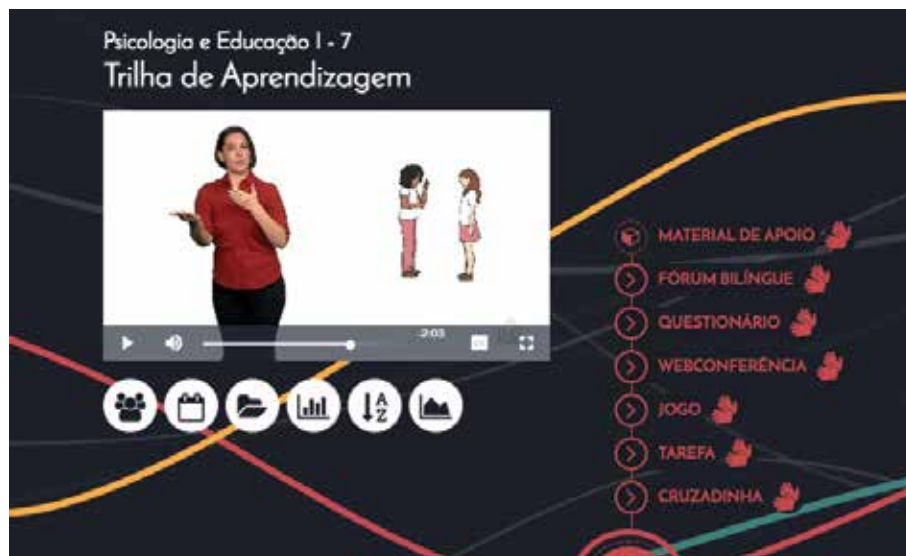 Psicologia e Educação I - 7
Trilha de Aprendizagem
-2:03
MATERIAL DE APOIO
FÓRUM BILÍNGUE
QUESTIONÁRIO
WEBCONFERÊNCIA
JOGO
TAREFA
CRUZADINHA
A
Z